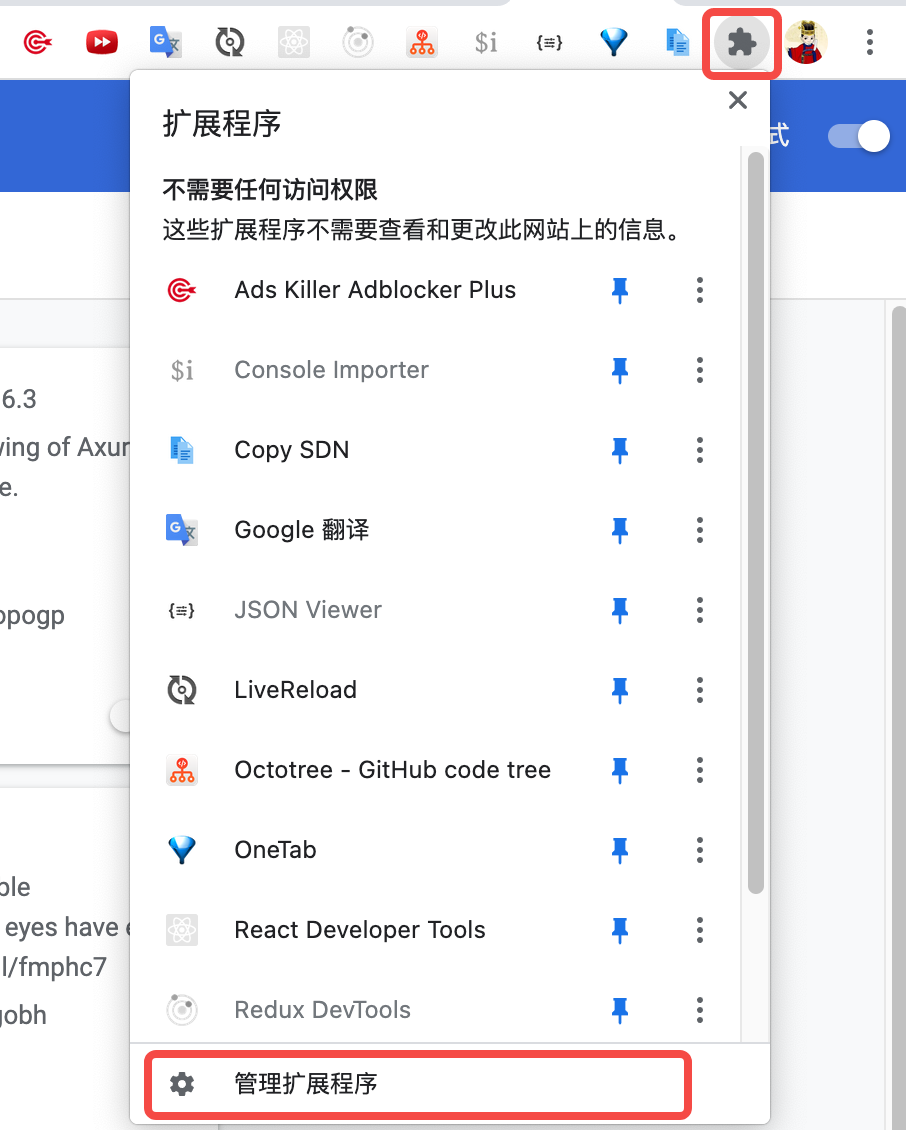 $i
{≡}
式
扩展程序
不需要任何访问权限
这些扩展程序不需要查看和更改此网站上的信息。
Ads Killer Adblocker Plus
$i Console Importer
6.3
wing of Axur
Copy SDN
e.
Google 翻译
{≡} JSON Viewer
opogp
LiveReload
Octotree - GitHub code tree
OneTab
ble
eyes have e
React Developer Tools
l/fmphc7
gobh
Redux DevTools
管理扩展程序